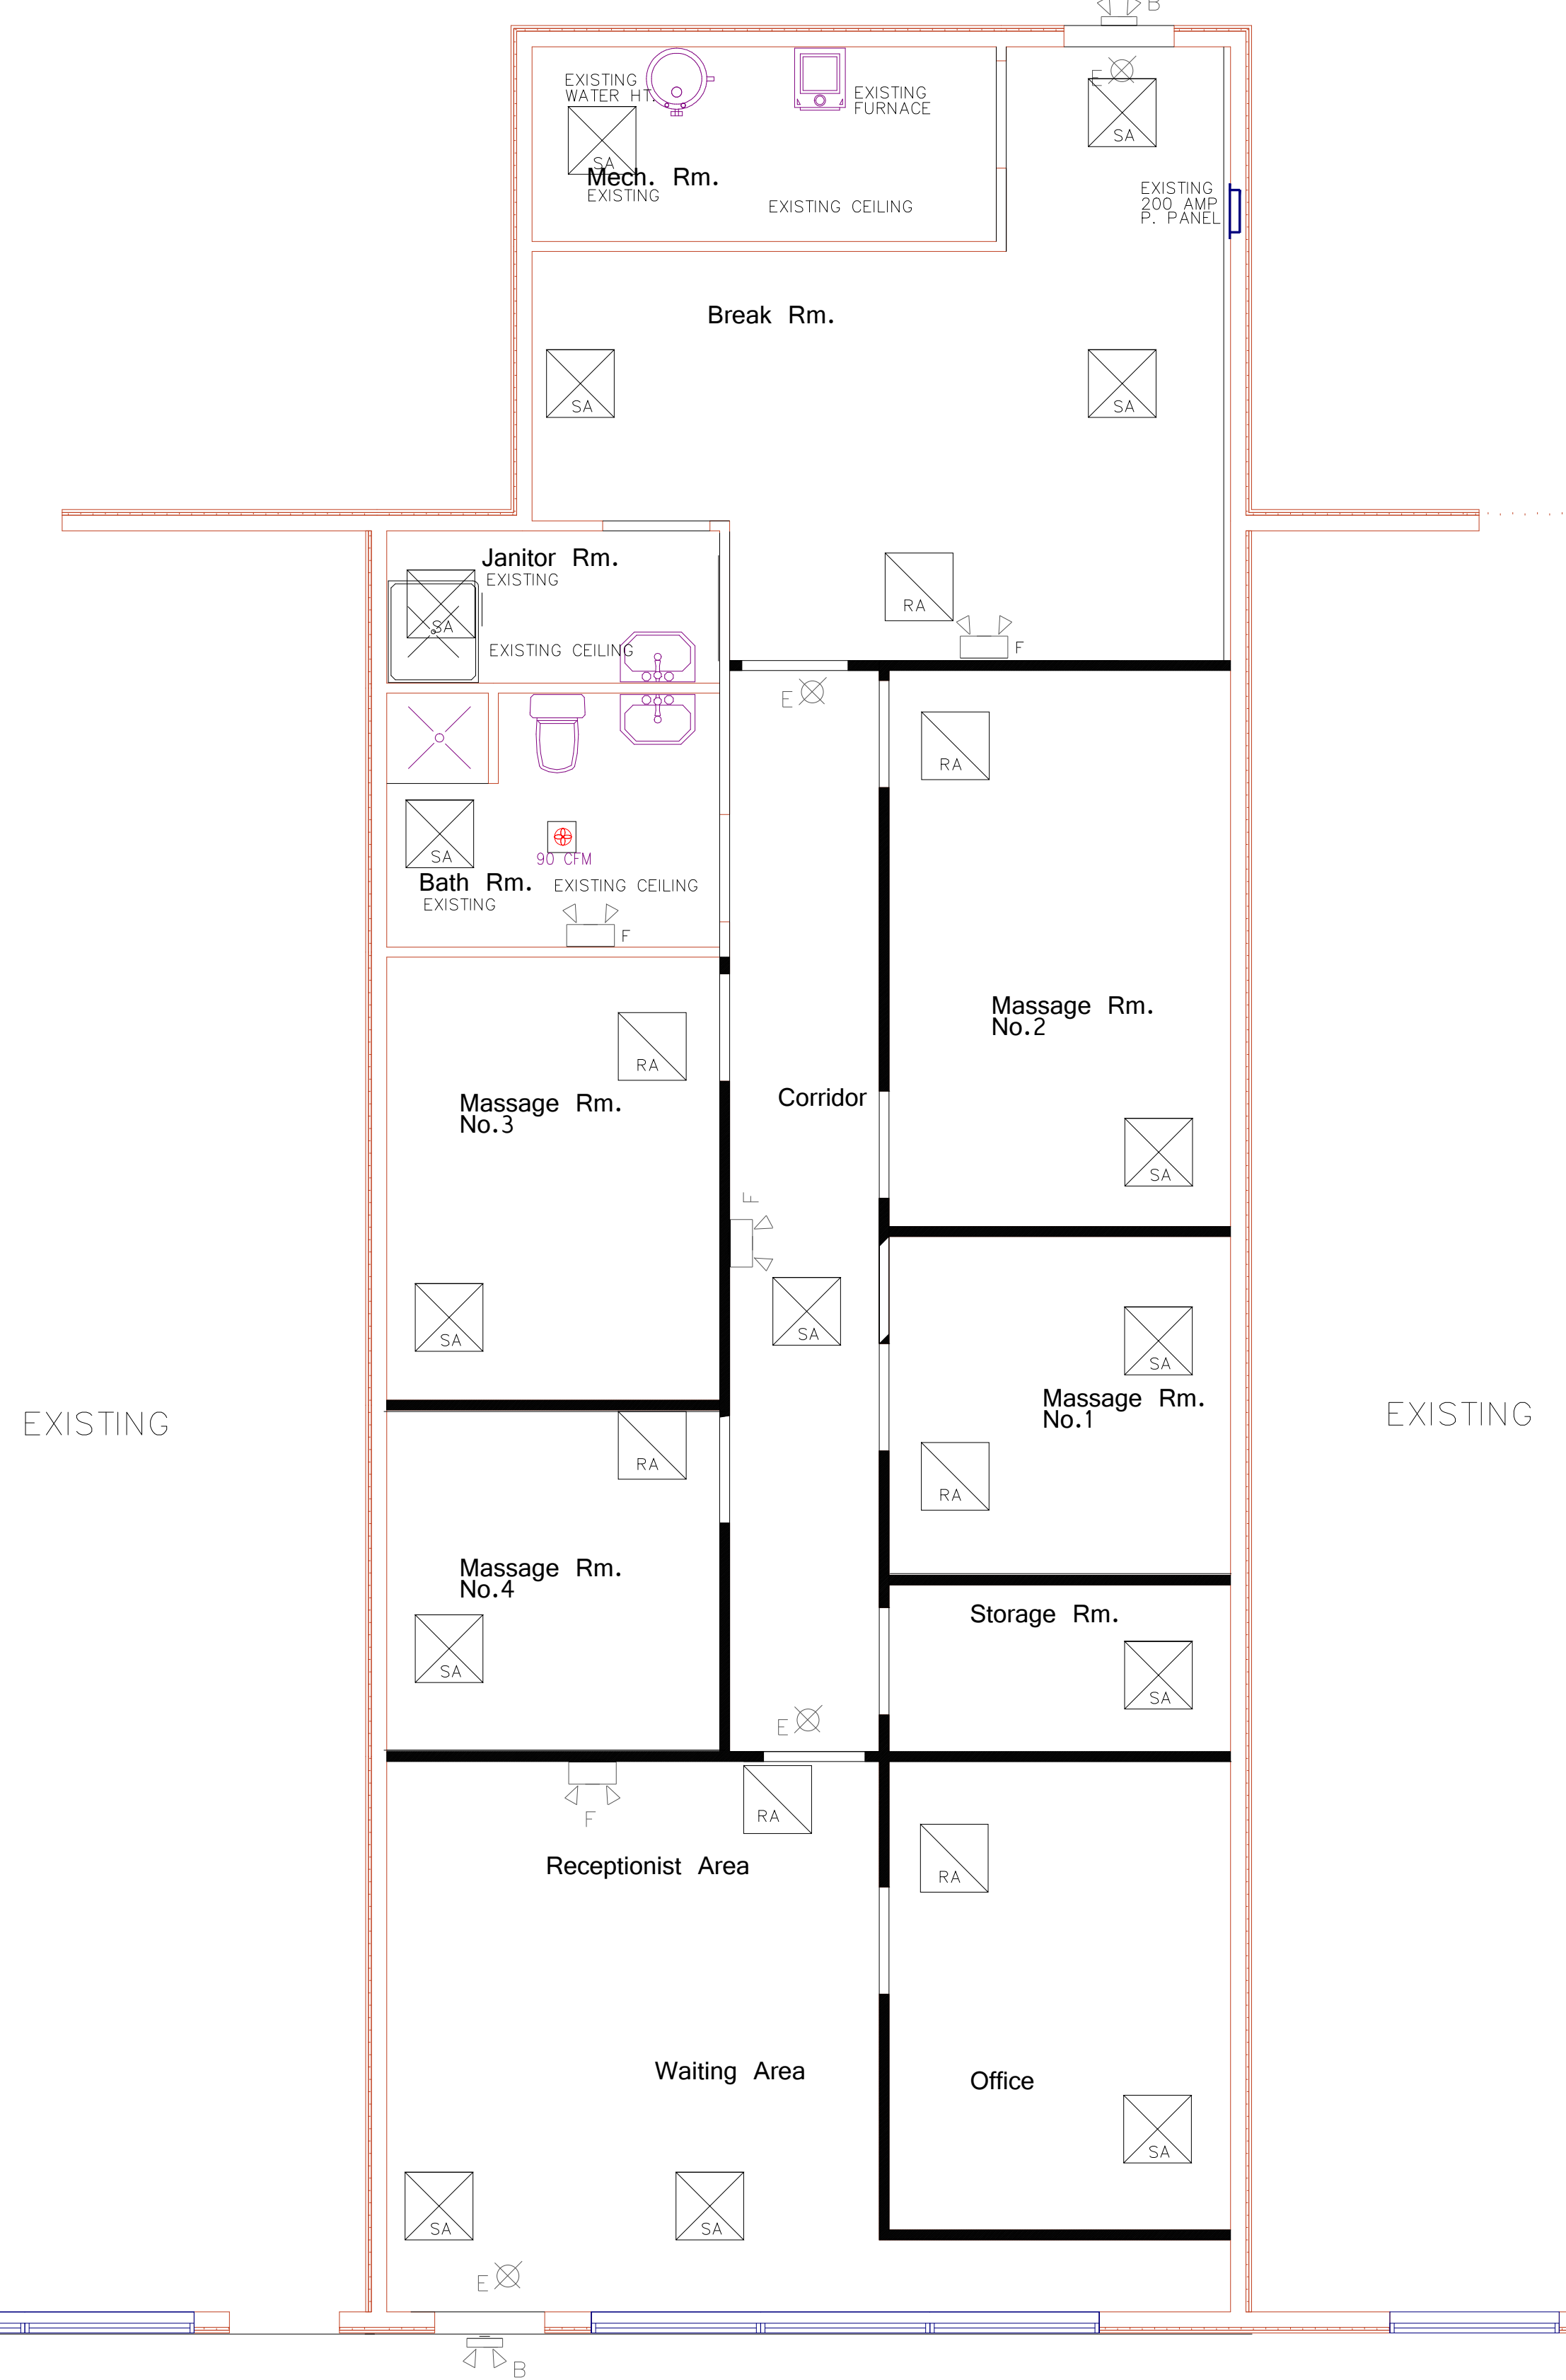 B
EXISTING
WATER HT.
EXISTING
FURNACE
E
SA
SA
Mech. Rm.
EXISTING
EXISTING CEILING
EXISTING
200 AMP
P. PANEL
Break Rm.
SA
SA
Janitor Rm.
EXISTING
SA
EXISTING CEILING
RA
F
E
RA
SA
90 CFM
Bath Rm.
EXISTING
EXISTING CEILING
F
Massage Rm.
No.2
RA
Corridor
Massage Rm.
No.3
SA
F
SA
SA
SA
Massage Rm.
No.1
EXISTING
EXISTING
RA
RA
Massage Rm.
No.4
Storage Rm.
SA
SA
E
RA
F
Receptionist Area
RA
Waiting Area
Office
SA
SA
SA
E
B